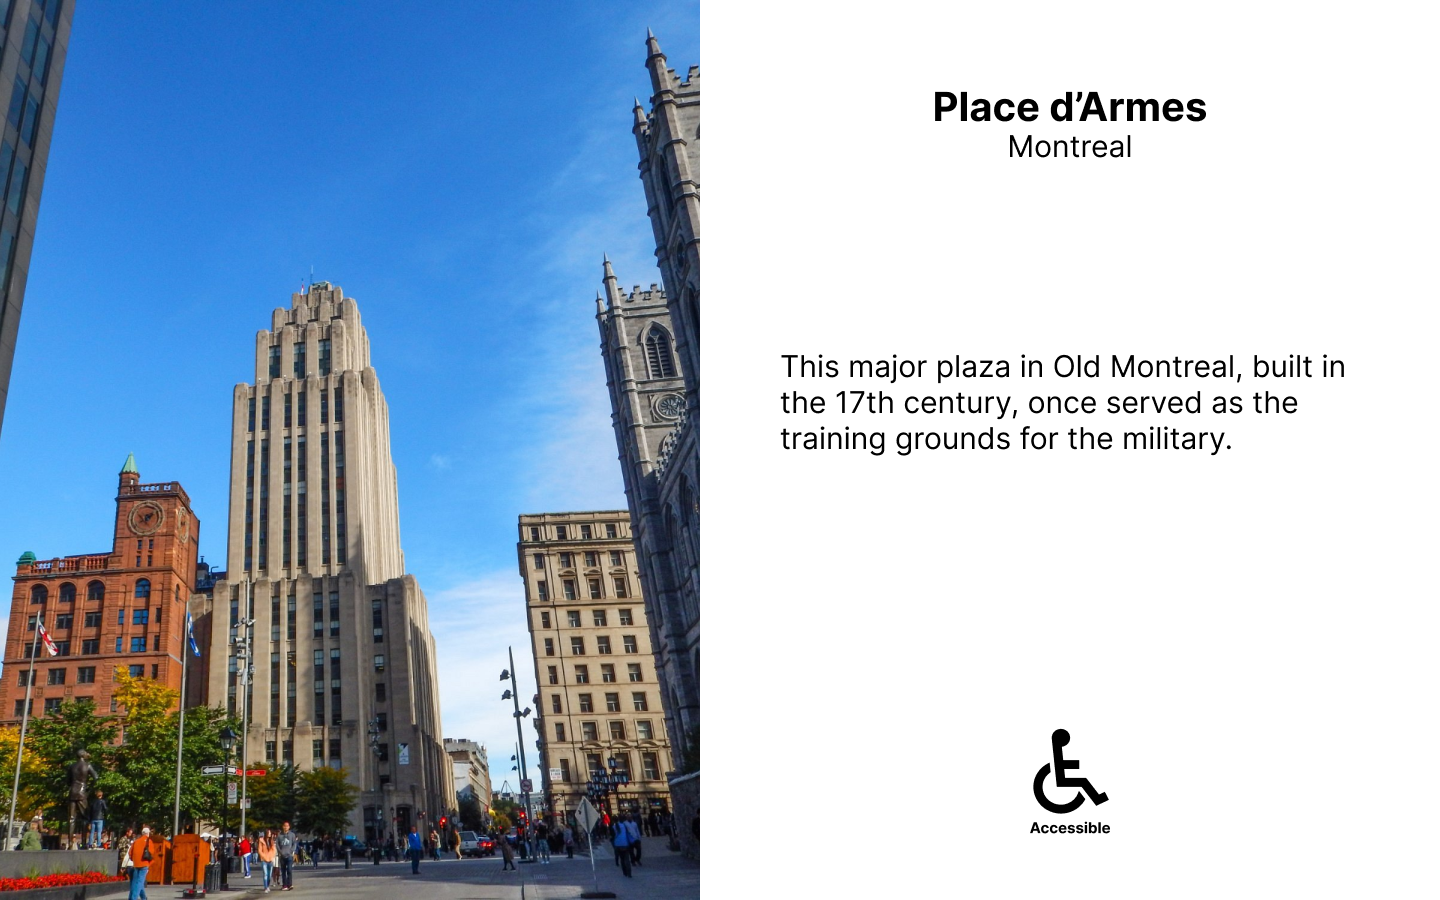 Place d’Armes
Montreal
This major plaza in Old Montreal, built in
the 17th century, once served as the
training grounds for the military.
Accessible